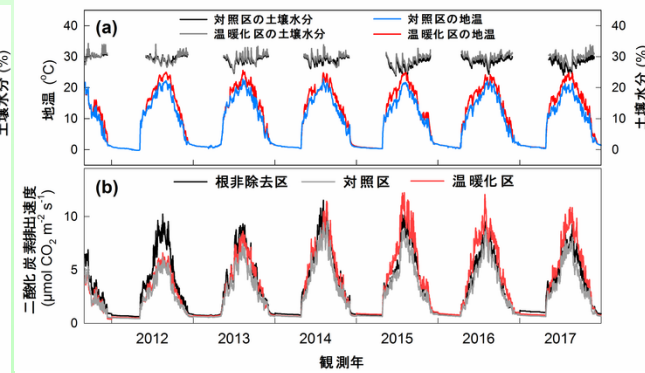 (a)
対照区の土壌水分
対照区の地温
温暖化区の土壌水分
温暖化区の地温
土壌水分 (%)
地温 (°C)
40
30
20
10
0
40
30
20
10
0
土壌水分 (%)
(b)
根非除去区 対照区 温暖化区
二酸化炭素排出速度
(μmol CO₂ m⁻² s⁻¹)
10
5
0
2012 2013 2014 2015 2016 2017
観測年